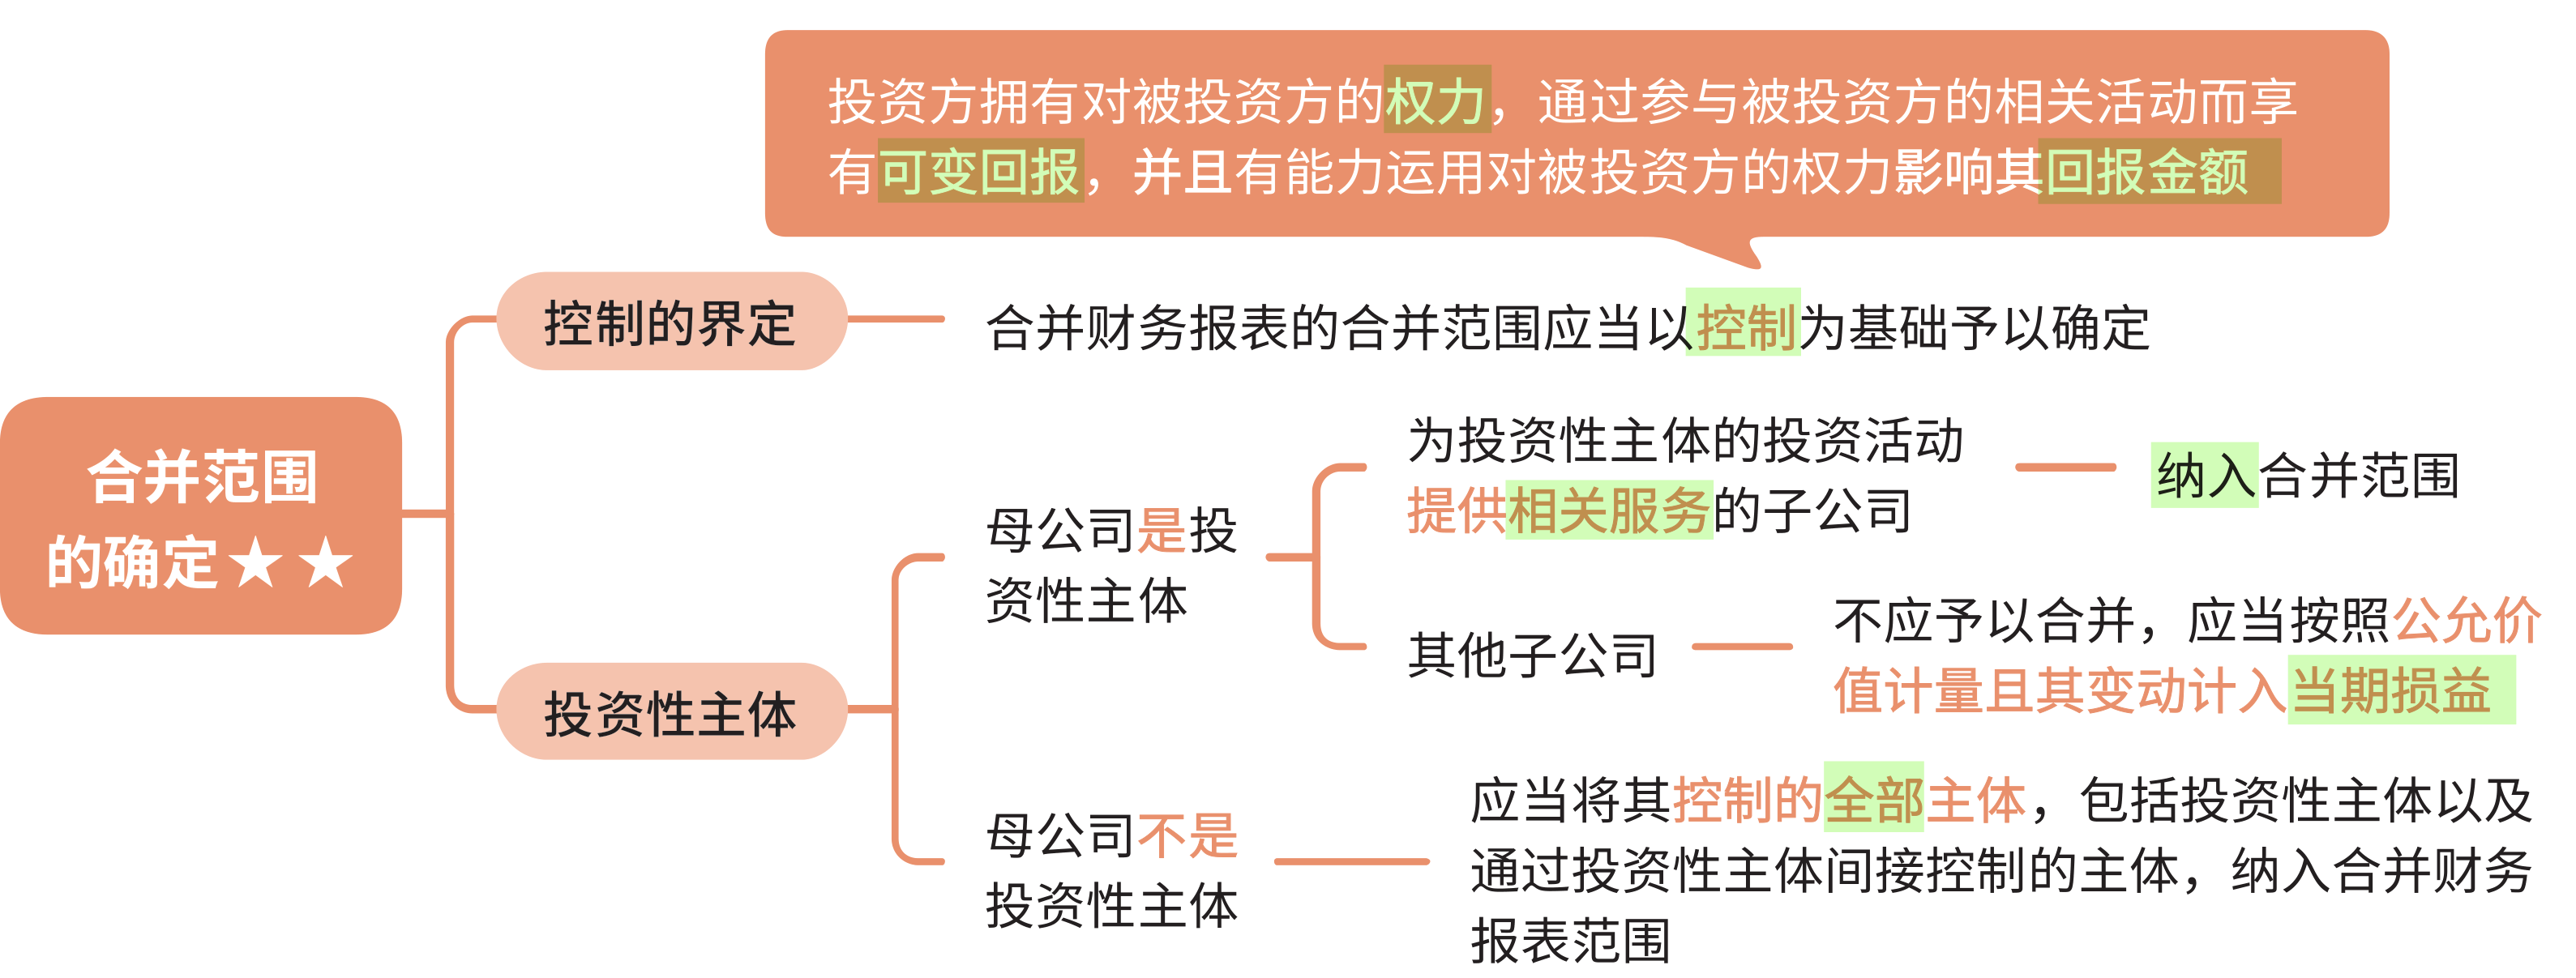 投资方拥有对被投资方的权力，通过参与被投资方的相关活动而享
有可变回报，并且有能力运用对被投资方的权力影响其回报金额
控制的界定
合并财务报表的合并范围应当以控制为基础予以确定
合并范围
的确定★★
投资性主体
母公司是投
资性主体
为投资性主体的投资活动
提供相关服务的子公司
纳入合并范围
其他子公司
不应予以合并，应当按照公允价
值计量且其变动计入当期损益
母公司不是
投资性主体
应当将其控制的全部主体，包括投资性主体以及
通过投资性主体间接控制的主体，纳入合并财务
报表范围